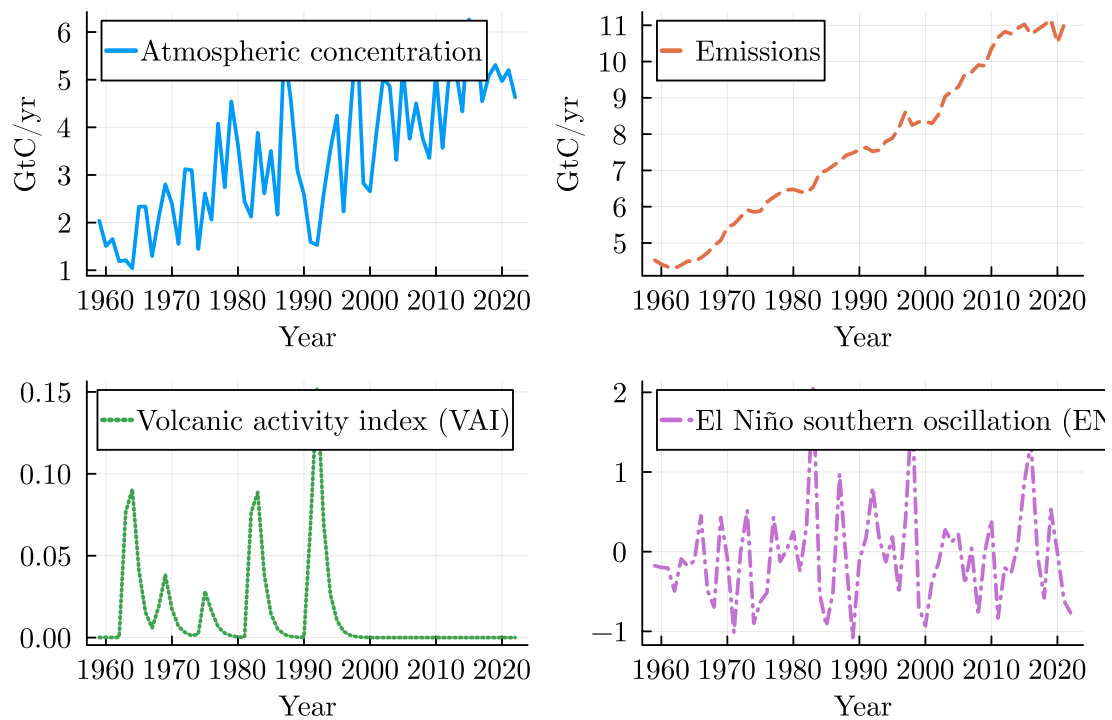 6
5
4
3
2
1
GtC/yr
Atmospheric concentration
1960 1970 1980 1990 2000 2010 2020
Year
11
10
9
8
7
6
5
GtC/yr
Emissions
1960 1970 1980 1990 2000 2010 2020
Year
0.15
0.10
0.05
0.00
Volcanic activity index (VAI)
1960 1970 1980 1990 2000 2010 2020
Year
2
1
0
−1
El Niño southern oscillation (EN
1960 1970 1980 1990 2000 2010 2020
Year